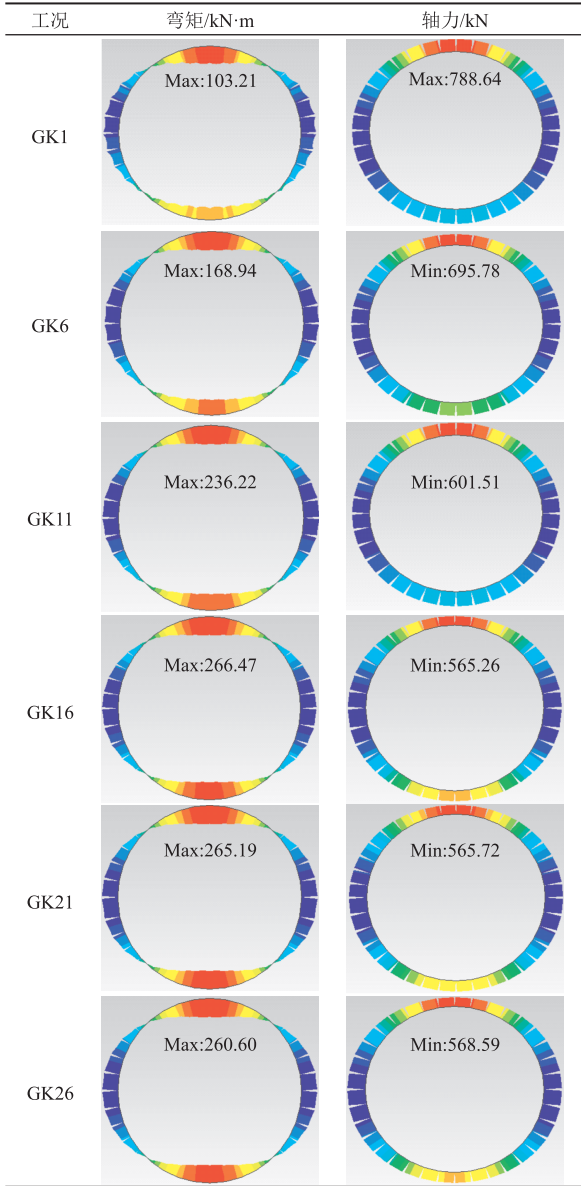 工况 弯矩/kN·m 轴力/kN
Max:103.21 Max:788.64
GK1
Max:168.94 Min:695.78
GK6
Max:236.22 Min:601.51
GK11
Max:266.47 Min:565.26
GK16
Max:265.19 Min:565.72
GK21
Max:260.60 Min:568.59
GK26